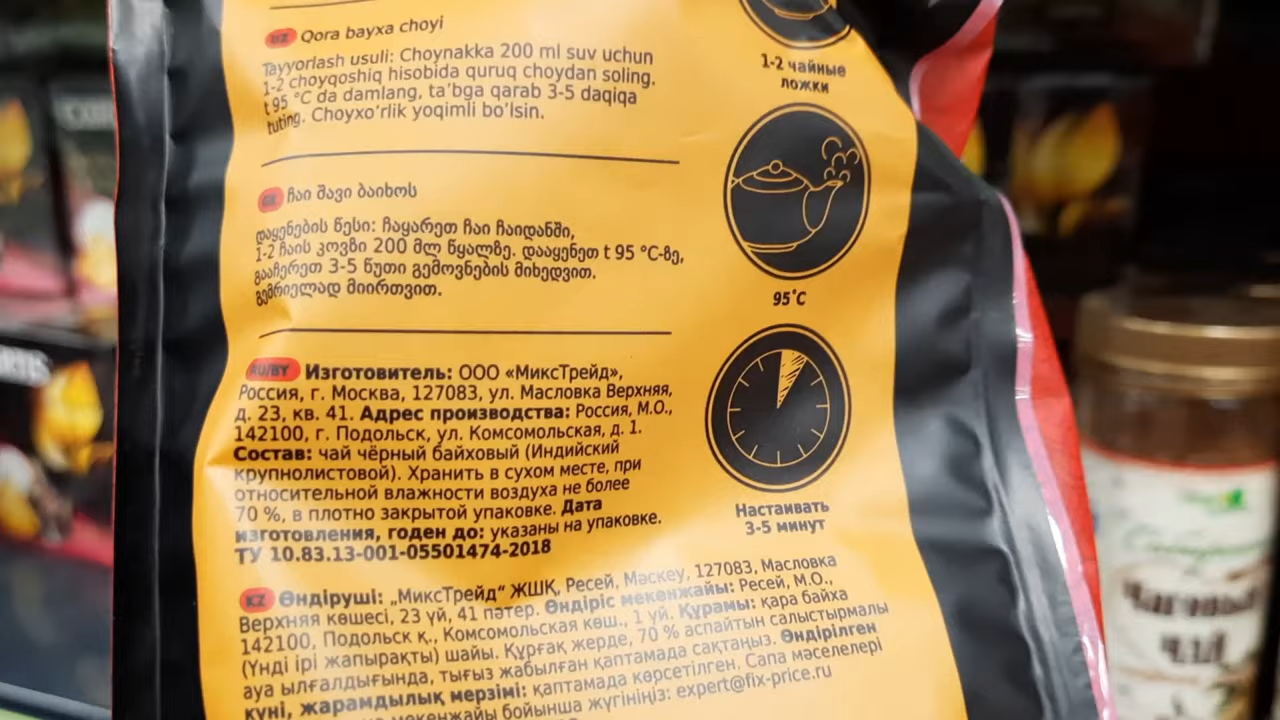 UZ Qora bayxa choyi
Tayyorlash usuli: Choynakka 200 ml suv uchun
1-2 choyqoshiq hisobida quruq choydan soling.
t 95 °C da damlang, ta’bga qarab 3-5 daqiqa
tuting. Choyxo’rlik yoqimli bo’lsin.
ჩაი შავი ბაიხოს
დაყენების წესი: ჩაყარეთ ჩაი ჩაიდანში,
1-2 ჩაის კოვზი 200 მლ წყალზე. დააყენეთ t 95 °C-ზე,
გააჩერეთ 3-5 წუთი გემოვნების მიხედვით.
გემრიელად მიირთვით.
RU/BY Изготовитель: ООО «МиксТрейд»,
Россия, г. Москва, 127083, ул. Масловка Верхняя,
д. 23, кв. 41. Адрес производства: Россия, М.О.,
142100, г. Подольск, ул. Комсомольская, д. 1.
Состав: чай чёрный байховый (Индийский
крупнолистовой). Хранить в сухом месте, при
относительной влажности воздуха не более
70 %, в плотно закрытой упаковке. Дата
изготовления, годен до: указаны на упаковке.
ТУ 10.83.13-001-05501474-2018
KZ Өндіруші: „МиксТрейд“ ЖШҚ, Ресей, Мәскеу, 127083, Масловка
Верхняя көшесі, 23 үй, 41 пәтер. Өндіріс мекенжайы: Ресей, М.О.,
142100, Подольск қ., Комсомольская көш., 1 үй. Құрамы: қара байха
(Үнді ірі жапырақты) шайы. Құрғақ жерде, 70 % аспайтын салыстырмалы
ауа ылғалдығында, тығыз жабылған қаптамада сақтаңыз. Өндірілген
күні, жарамдылық мерзімі: қаптамада көрсетілген. Сапа мәселелері
мекенжайы бойынша жүгініңіз: expert@fix-price.ru
1-2 чайные
ложки
95°C
Настаивать
3-5 минут
чай